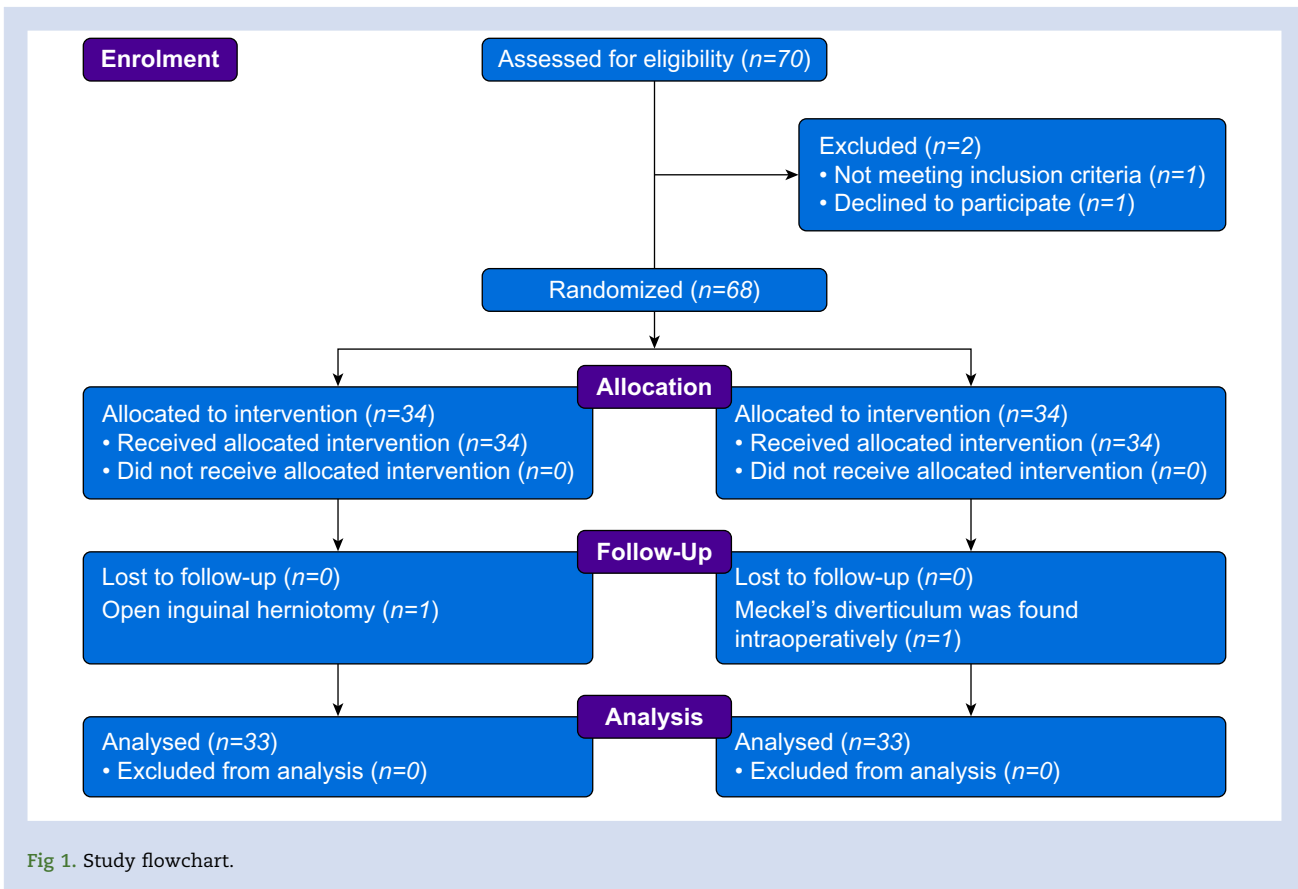 Enrolment
Assessed for eligibility (n=70)
Excluded (n=2)
• Not meeting inclusion criteria (n=1)
• Declined to participate (n=1)
Randomized (n=68)
Allocation
Allocated to intervention (n=34)
• Received allocated intervention (n=34)
• Did not receive allocated intervention (n=0)
Allocated to intervention (n=34)
• Received allocated intervention (n=34)
• Did not receive allocated intervention (n=0)
Follow-Up
Lost to follow-up (n=0)
Open inguinal herniotomy (n=1)
Lost to follow-up (n=0)
Meckel's diverticulum was found
intraoperatively (n=1)
Analysis
Analysed (n=33)
• Excluded from analysis (n=0)
Analysed (n=33)
• Excluded from analysis (n=0)
Fig 1. Study flowchart.